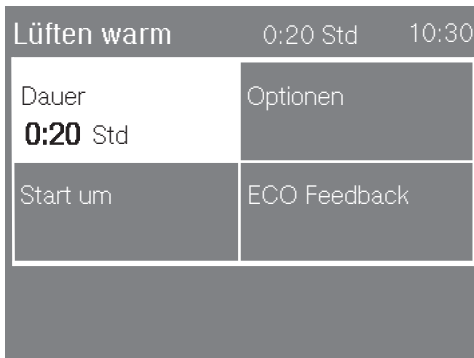 Lüften warm 0:20 Std 10:30
Dauer
0:20 Std
Optionen
Start um
ECO Feedback